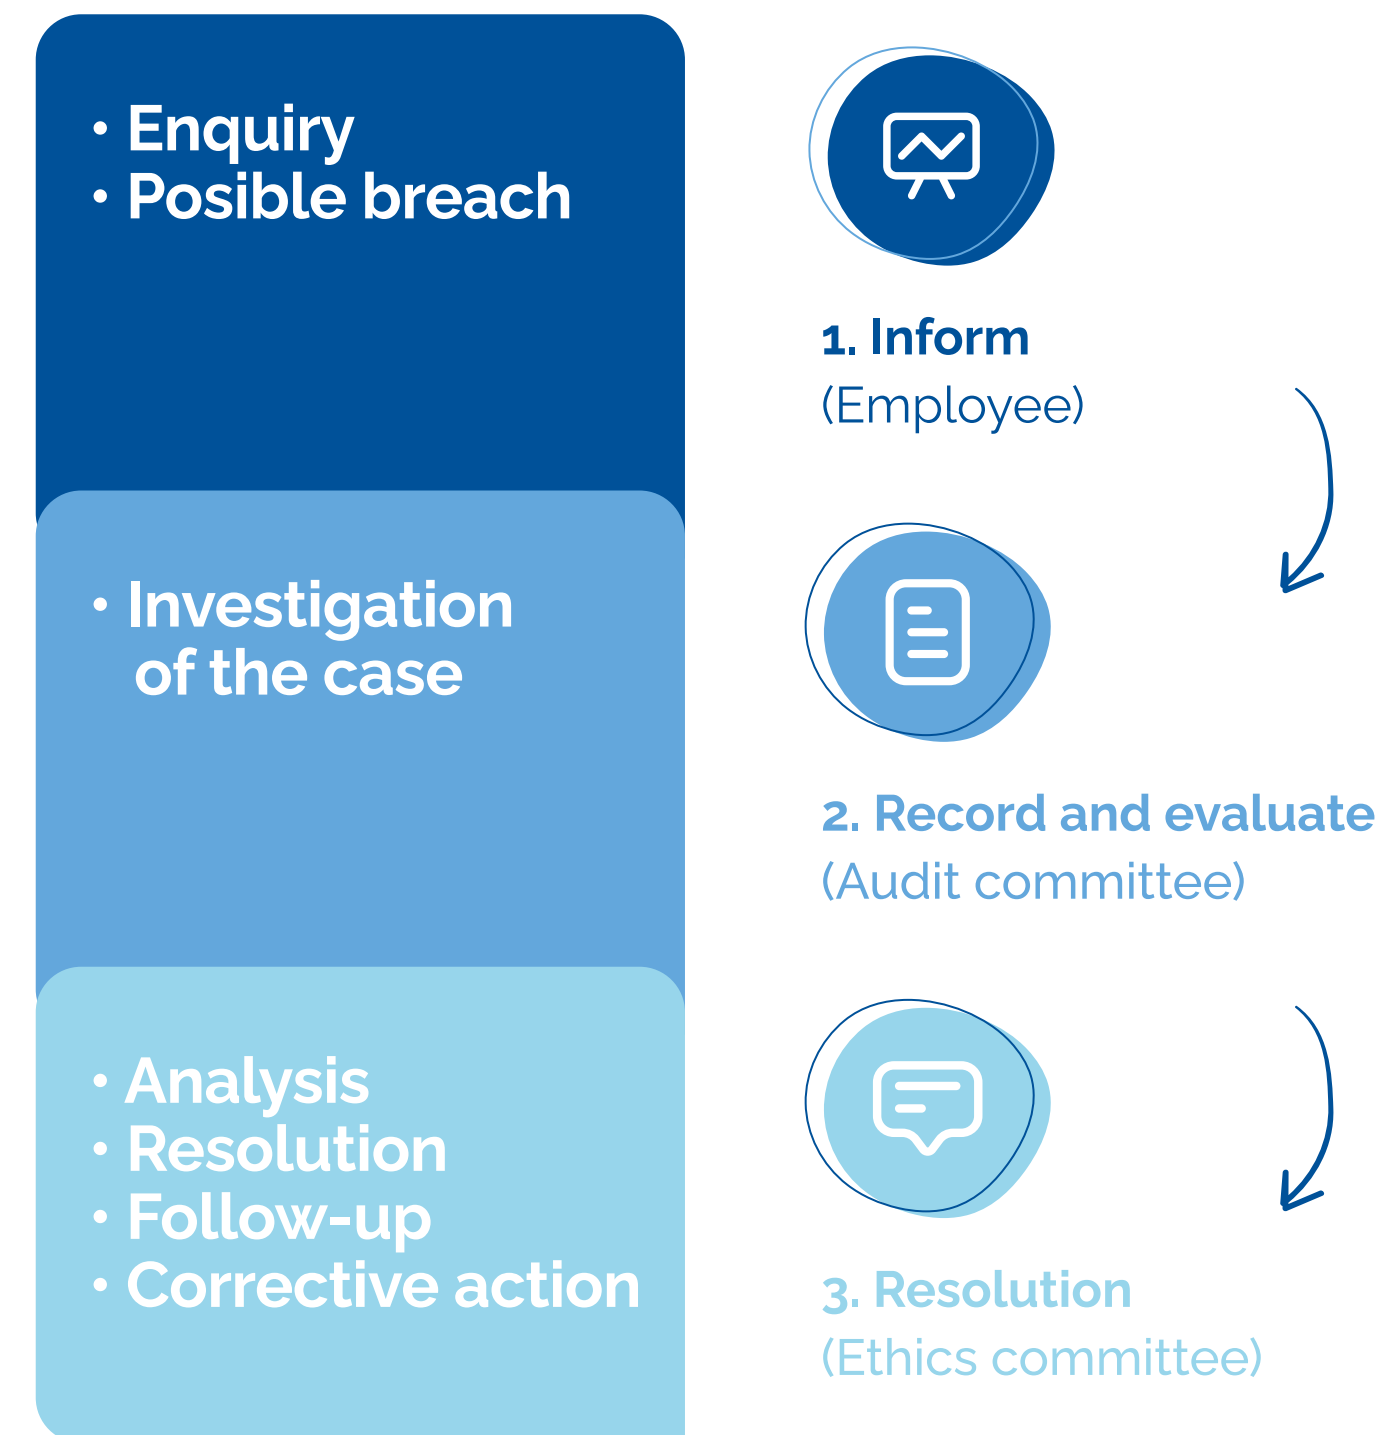 • Enquiry
• Posible breach
1. Inform
(Employee)
• Investigation
of the case
2. Record and evaluate
(Audit committee)
• Analysis
• Resolution
• Follow-up
• Corrective action
3. Resolution
(Ethics committee)